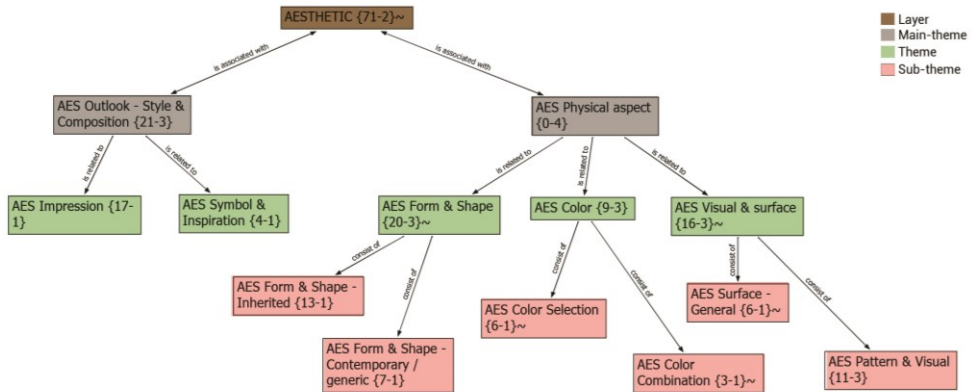 AESTHETIC {71-2}~
Layer
Main-theme
Theme
Sub-theme
is associated with
is associated with
AES Outlook - Style &
Composition {21-3}
AES Physical aspect
{0-4}
is related to
is related to
is related to
is related to
is related to
AES Impression {17-
1}
AES Symbol &
Inspiration {4-1}
AES Form & Shape
{20-3}~
AES Color {9-3}
AES Visual & surface
{16-3}~
consist of
consist of
consist of
consist of
consist of
consist of
AES Form & Shape -
Inherited {13-1}
AES Color Selection
{6-1}~
AES Surface -
General {6-1}~
AES Form & Shape -
Contemporary /
generic {7-1}
AES Color
Combination {3-1}~
AES Pattern & Visual
{11-3}